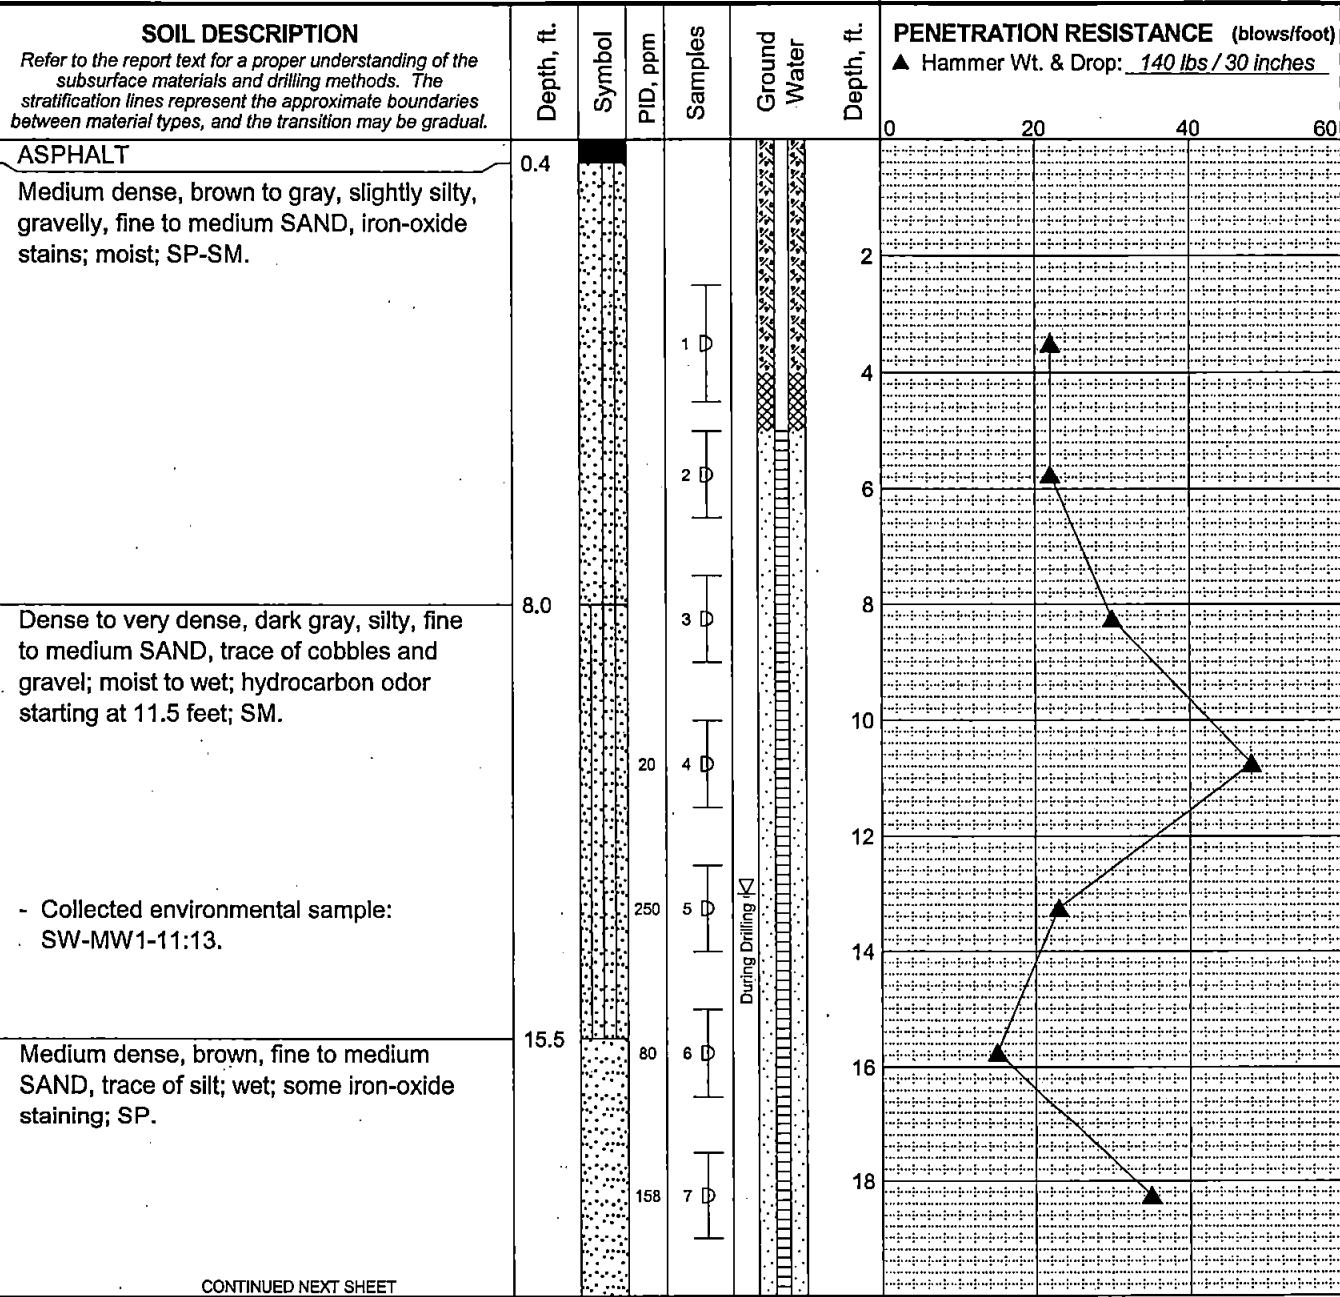 SOIL DESCRIPTION
Refer to the report text for a proper understanding of the
subsurface materials and drilling methods. The
stratification lines represent the approximate boundaries
between material types, and the transition may be gradual.
Depth, ft.
Symbol
PID, ppm
Samples
Ground
Water
Depth, ft.
PENETRATION RESISTANCE (blows/foot)
▲ Hammer Wt. & Drop: 140 lbs / 30 inches
0 20 40 60
ASPHALT
0.4
Medium dense, brown to gray, slightly silty,
gravelly, fine to medium SAND, iron-oxide
stains; moist; SP-SM.
2
1
4
2
6
8.0
3
8
Dense to very dense, dark gray, silty, fine
to medium SAND, trace of cobbles and
gravel; moist to wet; hydrocarbon odor
starting at 11.5 feet; SM.
10
20 4
12
- Collected environmental sample:
SW-MW1-11:13.
250 5
During Drilling
14
15.5
Medium dense, brown, fine to medium
SAND, trace of silt; wet; some iron-oxide
staining; SP.
80 6
16
18
158 7
CONTINUED NEXT SHEET